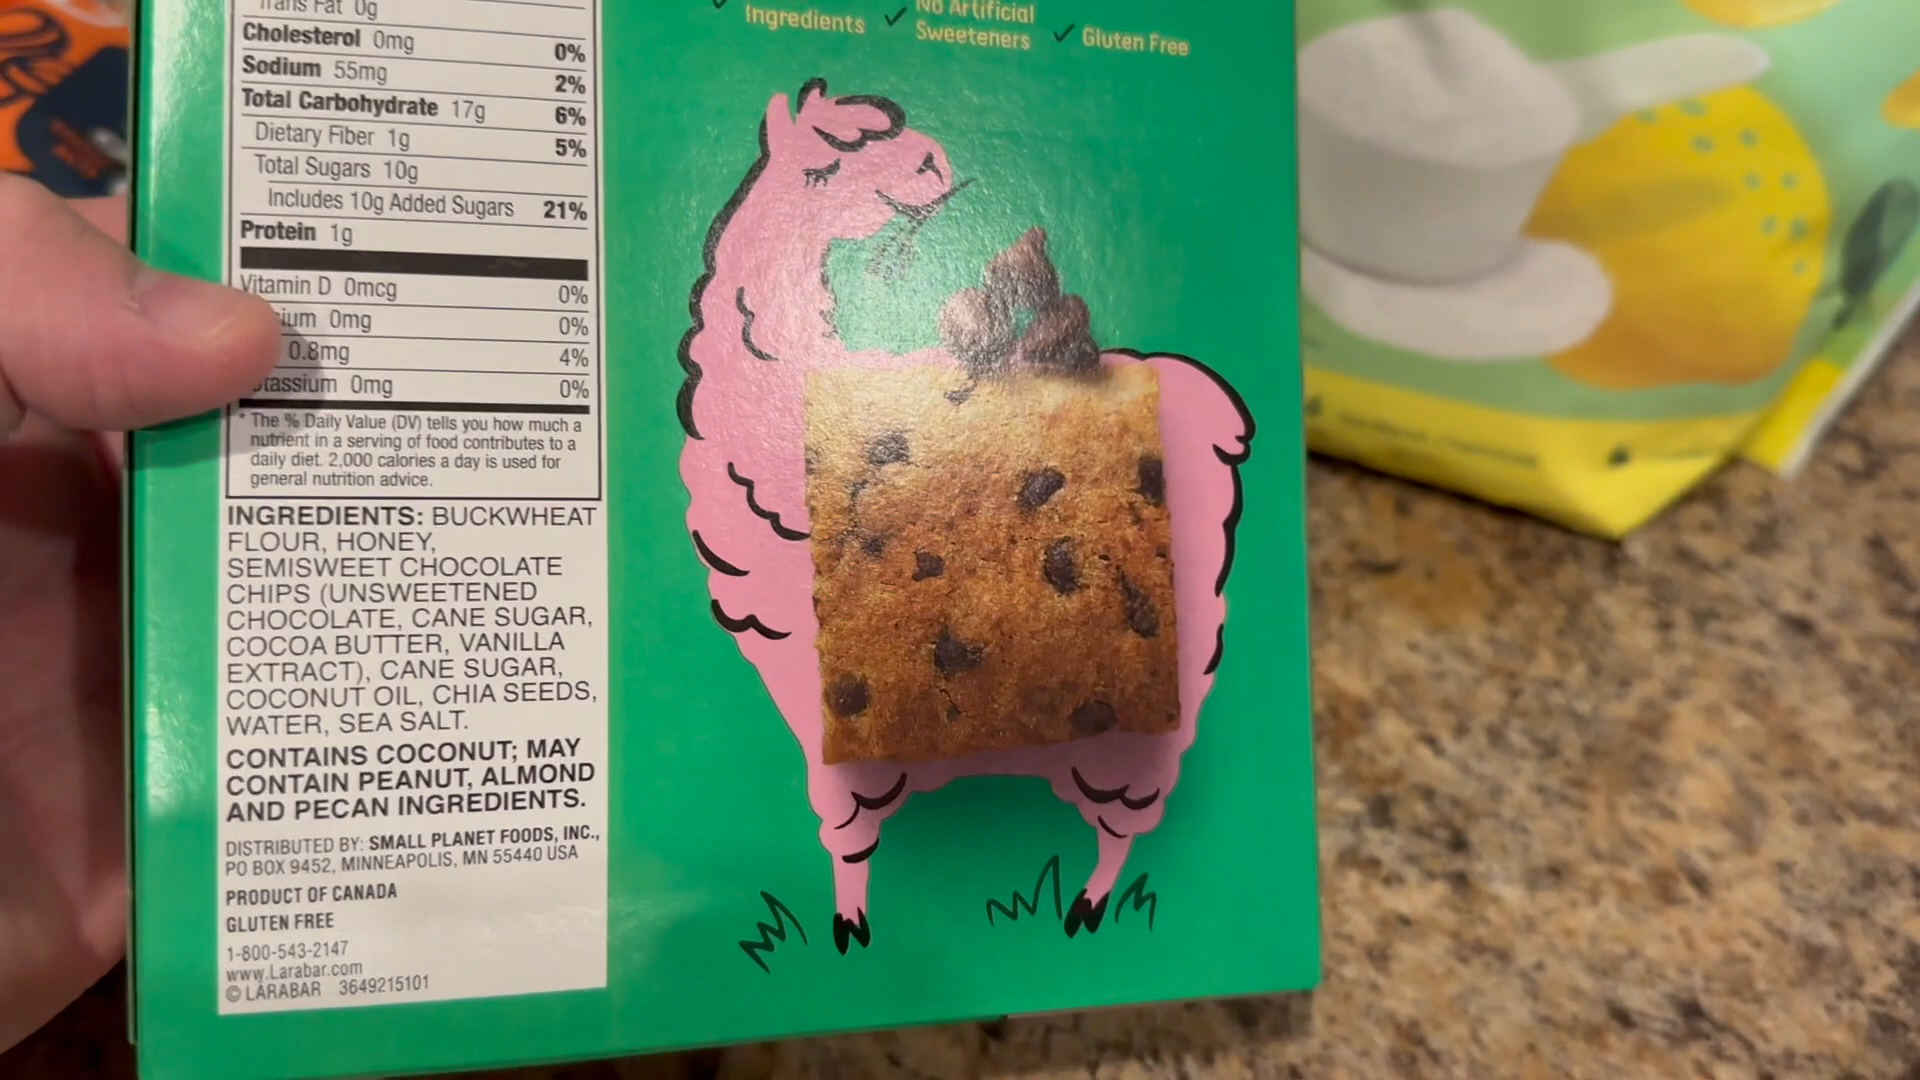 Trans Fat 0g
Cholesterol 0mg 0%
Sodium 55mg 2%
Total Carbohydrate 17g 6%
Dietary Fiber 1g 5%
Total Sugars 10g
Includes 10g Added Sugars 21%
Protein 1g
Vitamin D 0mcg 0%
ium 0mg 0%
0.8mg 4%
tassium 0mg 0%
* The % Daily Value (DV) tells you how much a
nutrient in a serving of food contributes to a
daily diet. 2,000 calories a day is used for
general nutrition advice.
INGREDIENTS: BUCKWHEAT
FLOUR, HONEY,
SEMISWEET CHOCOLATE
CHIPS (UNSWEETENED
CHOCOLATE, CANE SUGAR,
COCOA BUTTER, VANILLA
EXTRACT), CANE SUGAR,
COCONUT OIL, CHIA SEEDS,
WATER, SEA SALT.
CONTAINS COCONUT; MAY
CONTAIN PEANUT, ALMOND
AND PECAN INGREDIENTS.
DISTRIBUTED BY: SMALL PLANET FOODS, INC.,
PO BOX 9452, MINNEAPOLIS, MN 55440 USA
PRODUCT OF CANADA
GLUTEN FREE
1-800-543-2147
www.Larabar.com
© LÄRABAR 3649215101
Ingredients
No Artificial
Sweeteners
Gluten Free